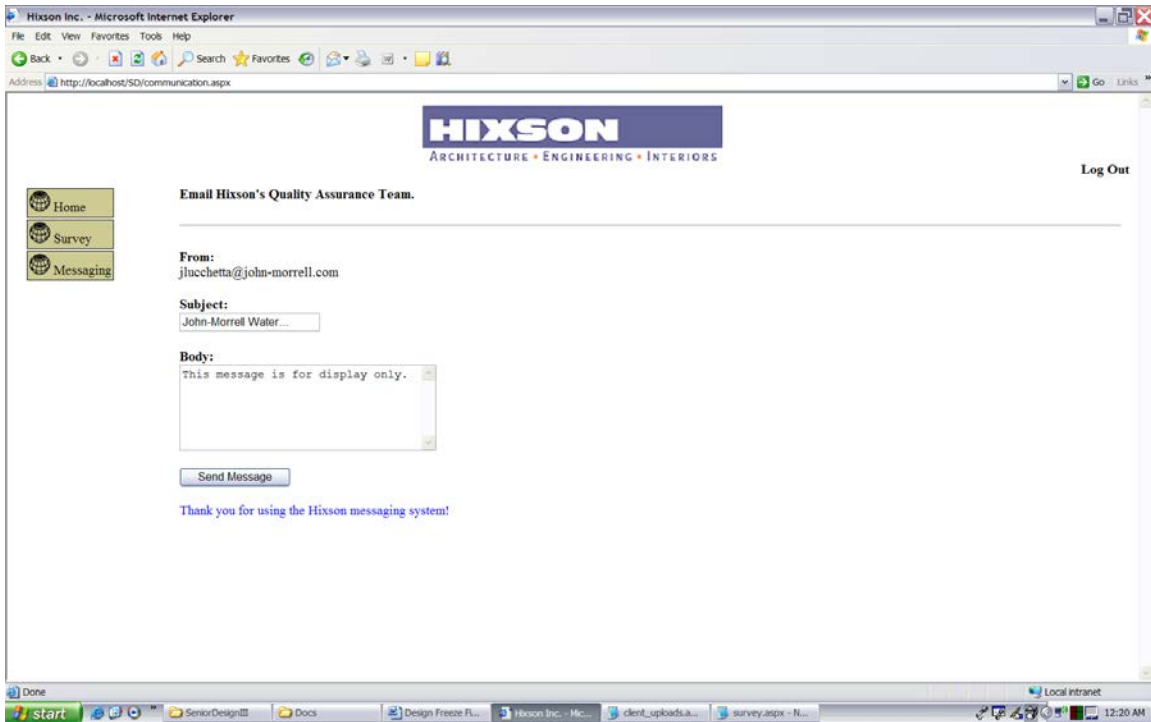 Hixson Inc. - Microsoft Internet Explorer
File Edit View Favorites Tools Help
Back Search Favorites
Address http://localhost/SD/communication.aspx Go Links
HIXSON
ARCHITECTURE • ENGINEERING • INTERIORS
Log Out
Home
Survey
Messaging
Email Hixson's Quality Assurance Team.
From:
jlucchetta@john-morrell.com
Subject:
John-Morrell Water...
Body:
This message is for display only.
Send Message
Thank you for using the Hixson messaging system!
Done Local intranet
start SeniorDesignIII Docs Design Freeze Fi... Hixson Inc. - Mic... client_uploads.a... survey.aspx - N... 12:20 AM